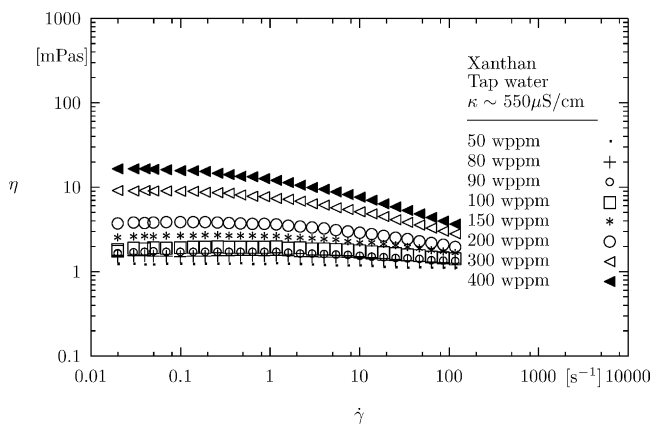 1000
[mPas]
100
η
10
1
0.1
Xanthan
Tap water
κ ∼ 550μS/cm
50 wppm
80 wppm
90 wppm
100 wppm
150 wppm
200 wppm
300 wppm
400 wppm
0.01 0.1 1 10 100 1000 [s⁻¹] 10000
γ̇